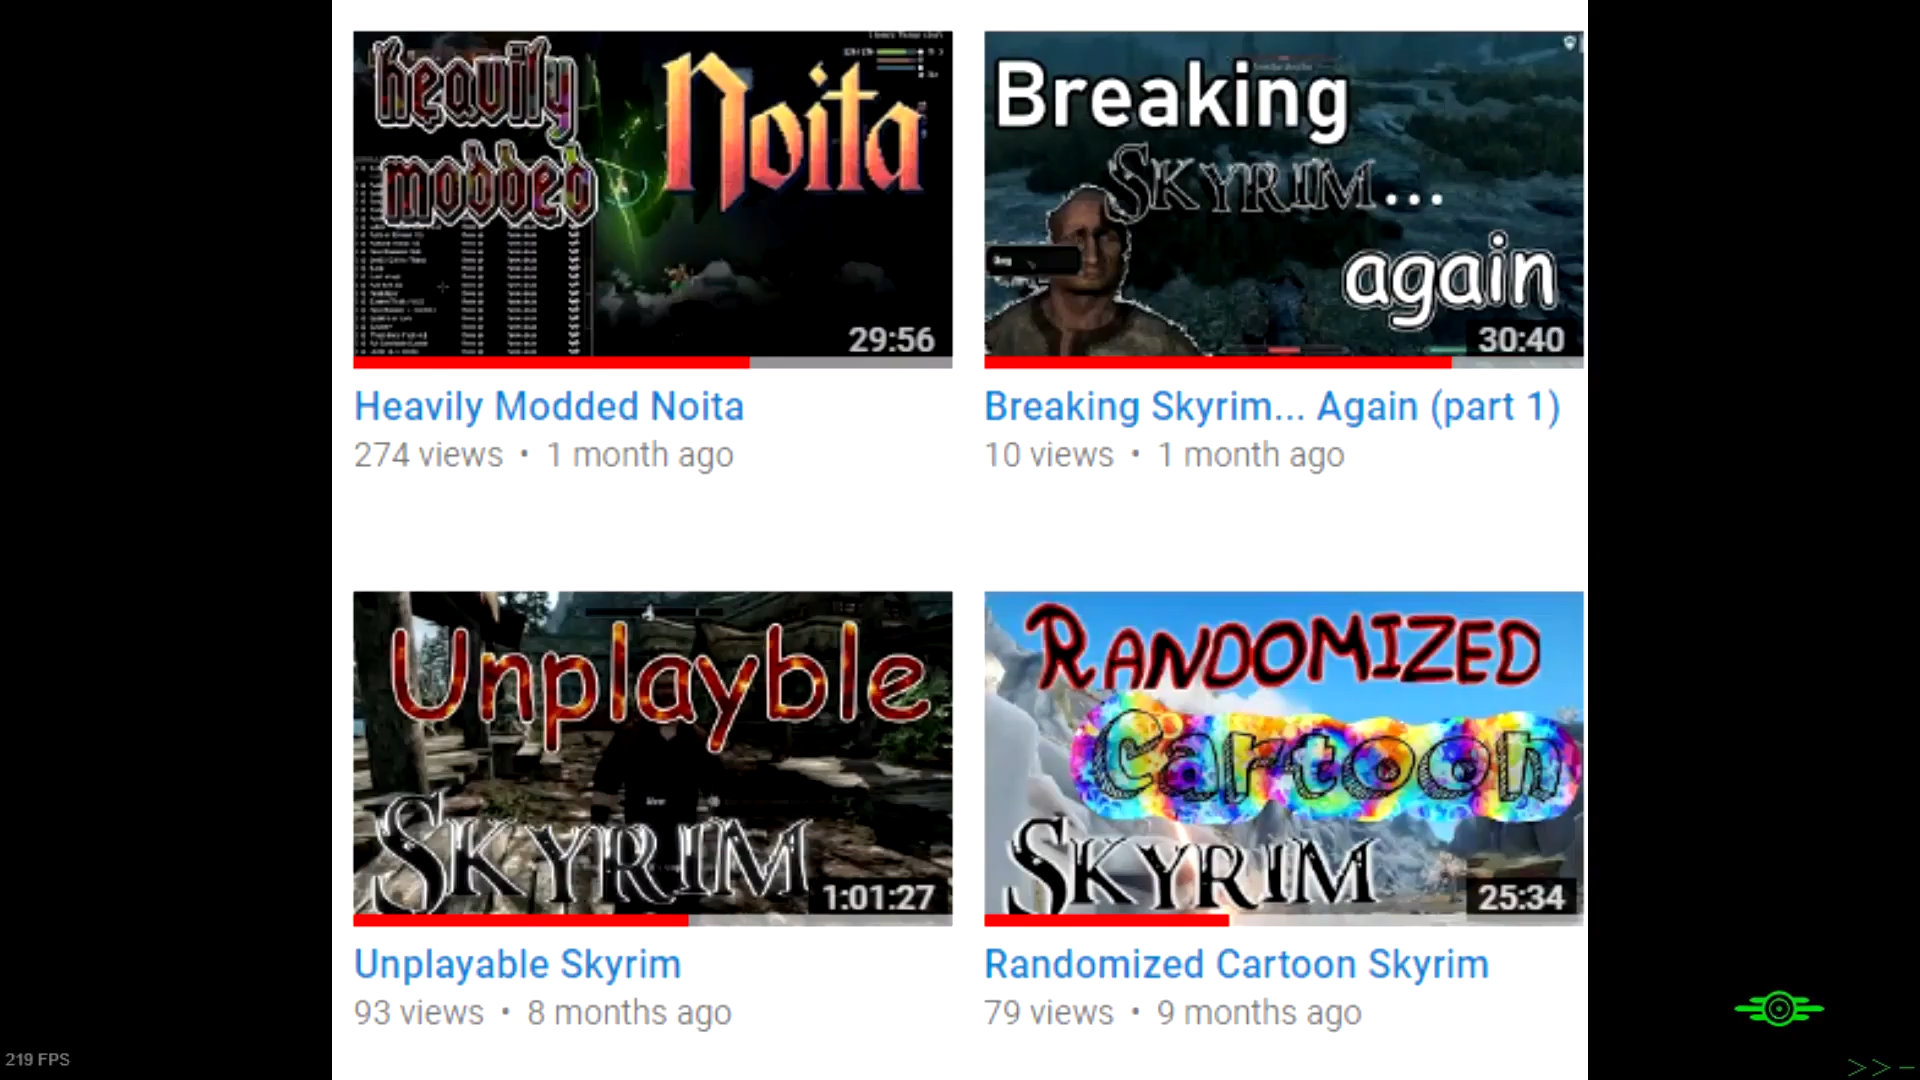 heavily
modded
Noita
29:56
Heavily Modded Noita
274 views • 1 month ago
Breaking
SKYRIM...
again
30:40
Breaking Skyrim... Again (part 1)
10 views • 1 month ago
Unplayble
SKYRIM
1:01:27
Unplayable Skyrim
93 views • 8 months ago
RANDOMIZED
Cartoon
SKYRIM
25:34
Randomized Cartoon Skyrim
79 views • 9 months ago
219 FPS
>>–